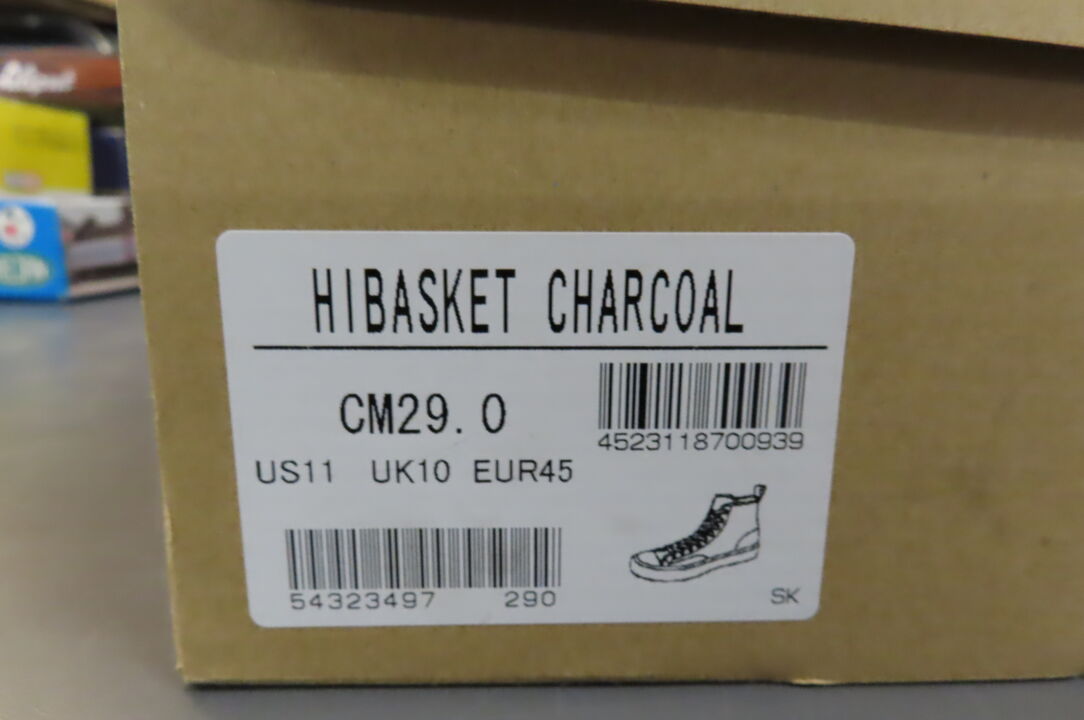 HIBASKET CHARCOAL
CM29.0
4523118700939
US11 UK10 EUR45
54323497 290
SK